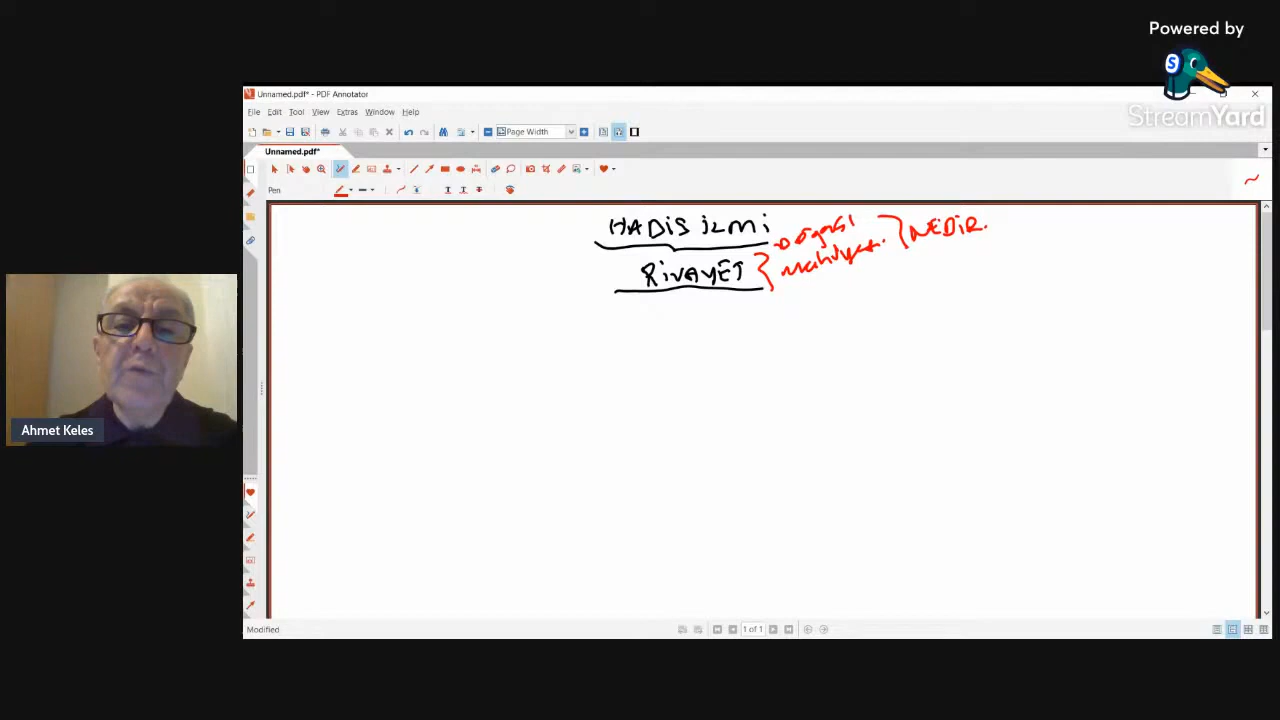 Powered by
StreamYard
Unnamed.pdf* - PDF Annotator
File Edit Tool View Extras Window Help
Page Width
Unnamed.pdf*
Pen
HADİS İLMİ
RİVAYET
Doğası
mahiyeti.
NEDİR.
Ahmet Keles
Modified
1 of 1